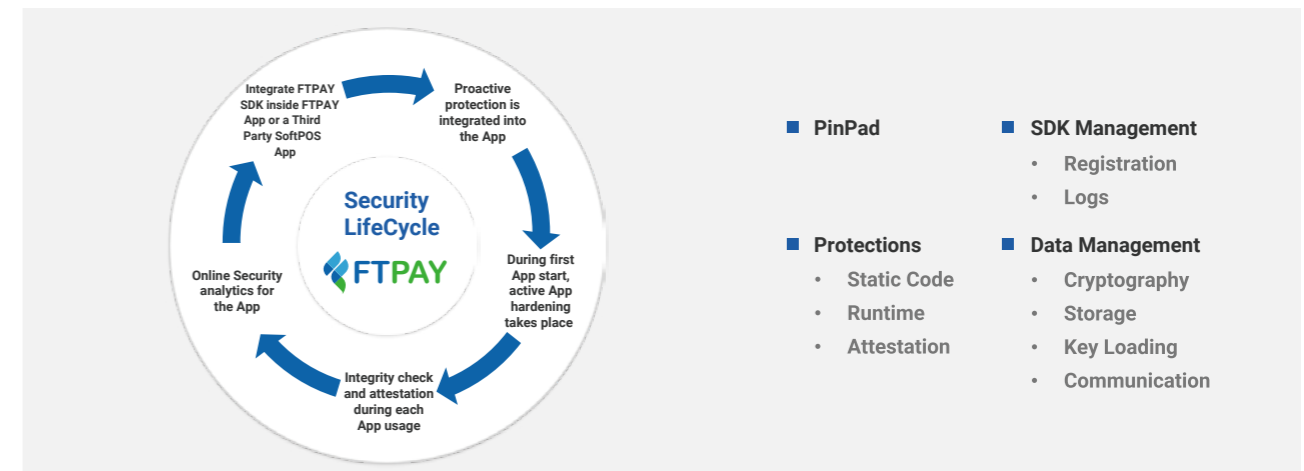 Integrate FTPAY
SDK inside FTPAY
App or a Third
Party SoftPOS
App
Proactive
protection is
integrated into
the App
During first
App start,
active App
hardening
takes place
Integrity check
and attestation
during each
App usage
Online Security
analytics for
the App
Security
LifeCycle
FTPAY
PinPad
SDK Management
Registration
Logs
Protections
Static Code
Runtime
Attestation
Data Management
Cryptography
Storage
Key Loading
Communication